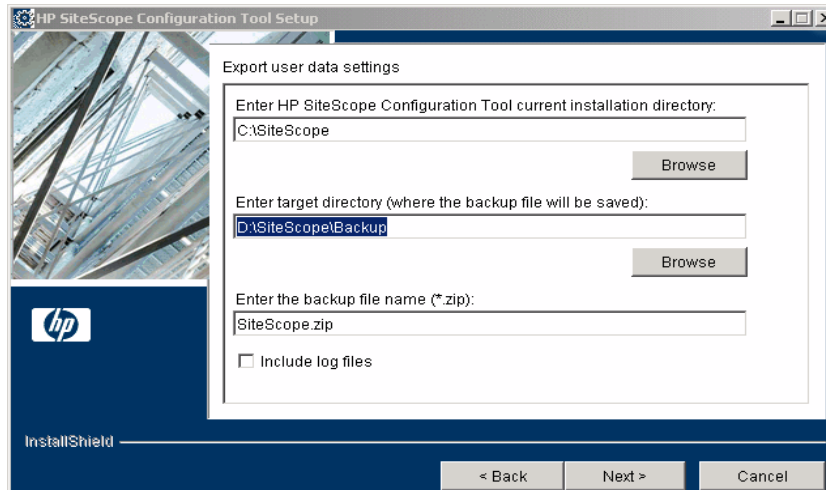 HP SiteScope Configuration Tool Setup
Export user data settings
Enter HP SiteScope Configuration Tool current installation directory:
C:\SiteScope
Browse
Enter target directory (where the backup file will be saved):
D:\SiteScope\Backup
Browse
hp
Enter the backup file name (*.zip):
SiteScope.zip
Include log files
InstallShield
< Back
Next >
Cancel